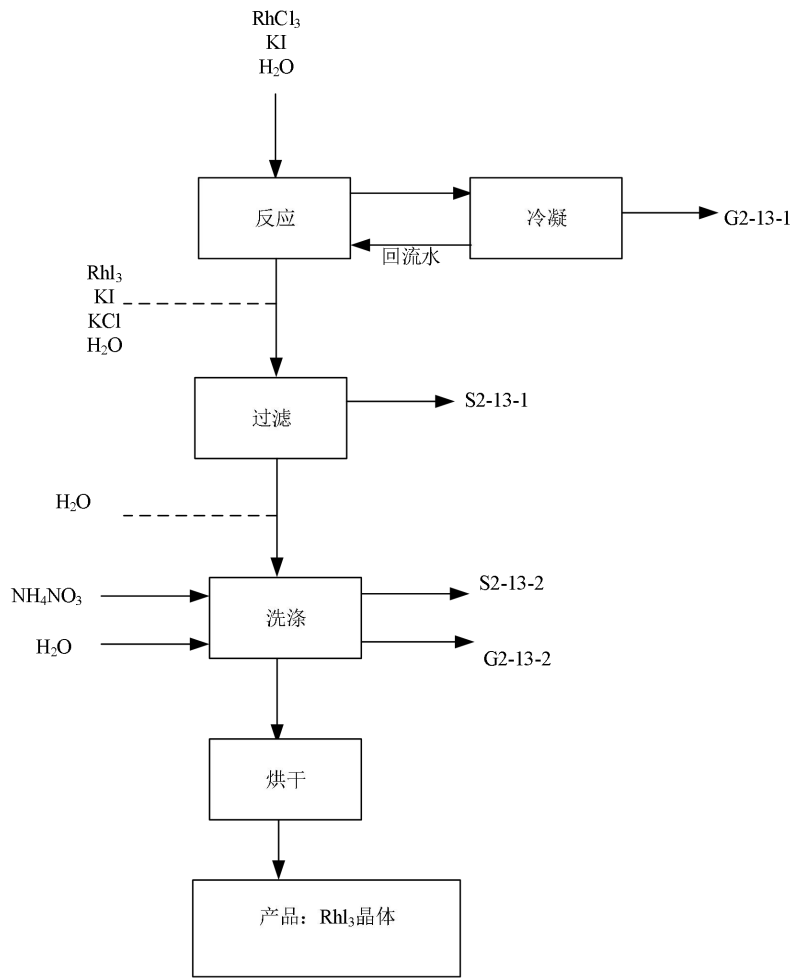 RhCl₃
KI
H₂O
反应
冷凝
G2-13-1
回流水
RhI₃
KI
KCl
H₂O
过滤
S2-13-1
H₂O
NH₄NO₃
H₂O
洗涤
S2-13-2
G2-13-2
烘干
产品：RhI₃晶体